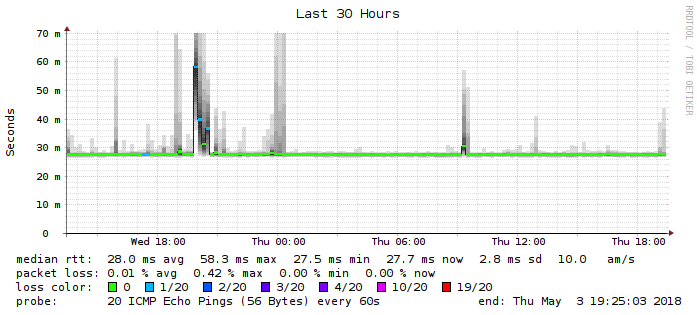 Last 30 Hours
RRDTOOL / TOBI OETIKER
Seconds
70 m
60 m
50 m
40 m
30 m
20 m
10 m
0
Wed 18:00 Thu 00:00 Thu 06:00 Thu 12:00 Thu 18:00
median rtt: 28.0 ms avg 58.3 ms max 27.5 ms min 27.7 ms now 2.8 ms sd 10.0 am/s
packet loss: 0.01 % avg 0.42 % max 0.00 % min 0.00 % now
loss color: 0 1/20 2/20 3/20 4/20 10/20 19/20
probe: 20 ICMP Echo Pings (56 Bytes) every 60s end: Thu May 3 19:25:03 2018